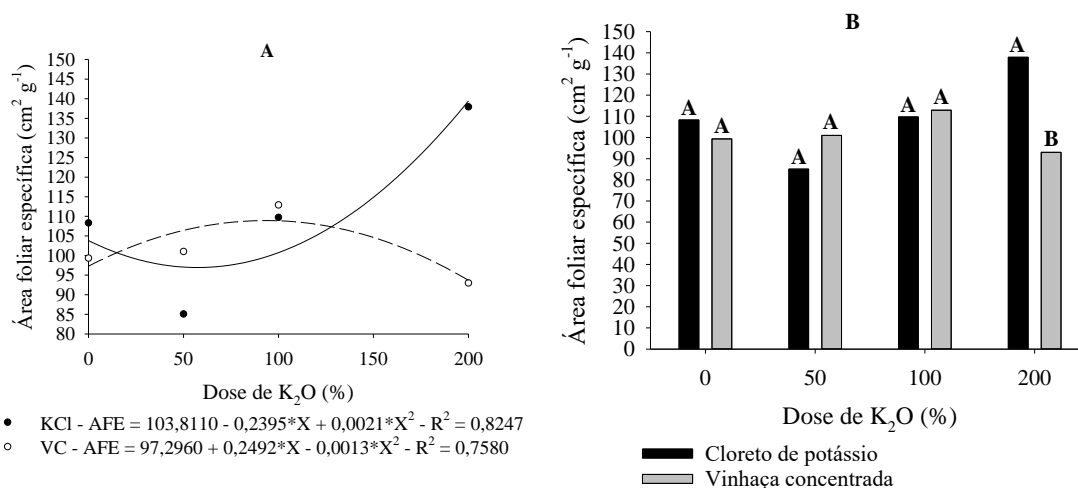 A
Área foliar específica (cm² g⁻¹)
150
145
140
135
130
125
120
115
110
105
100
95
90
85
80
0 50 100 150 200
Dose de K₂O (%)
● KCl - AFE = 103,8110 - 0,2395*X + 0,0021*X² - R² = 0,8247
○ VC - AFE = 97,2960 + 0,2492*X - 0,0013*X² - R² = 0,7580
B
Área foliar específica (cm² g⁻¹)
150
140
130
120
110
100
90
80
70
60
50
40
30
20
10
0
A A A A A A A B
0 50 100 200
Dose de K₂O (%)
Cloreto de potássio
Vinhaça concentrada